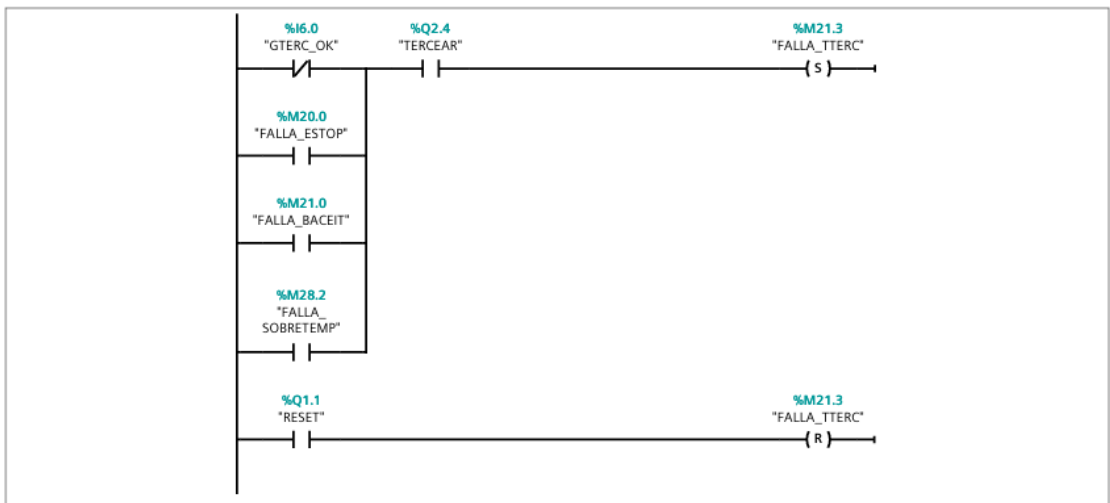 %I6.0 %Q2.4 %M21.3
"GTERC_OK" "TERCEAR" "FALLA_TTERC"
S
%M20.0
"FALLA_ESTOP"
%M21.0
"FALLA_BACEIT"
%M28.2
"FALLA_
SOBRETEMP"
%Q1.1 %M21.3
"RESET" "FALLA_TTERC"
R